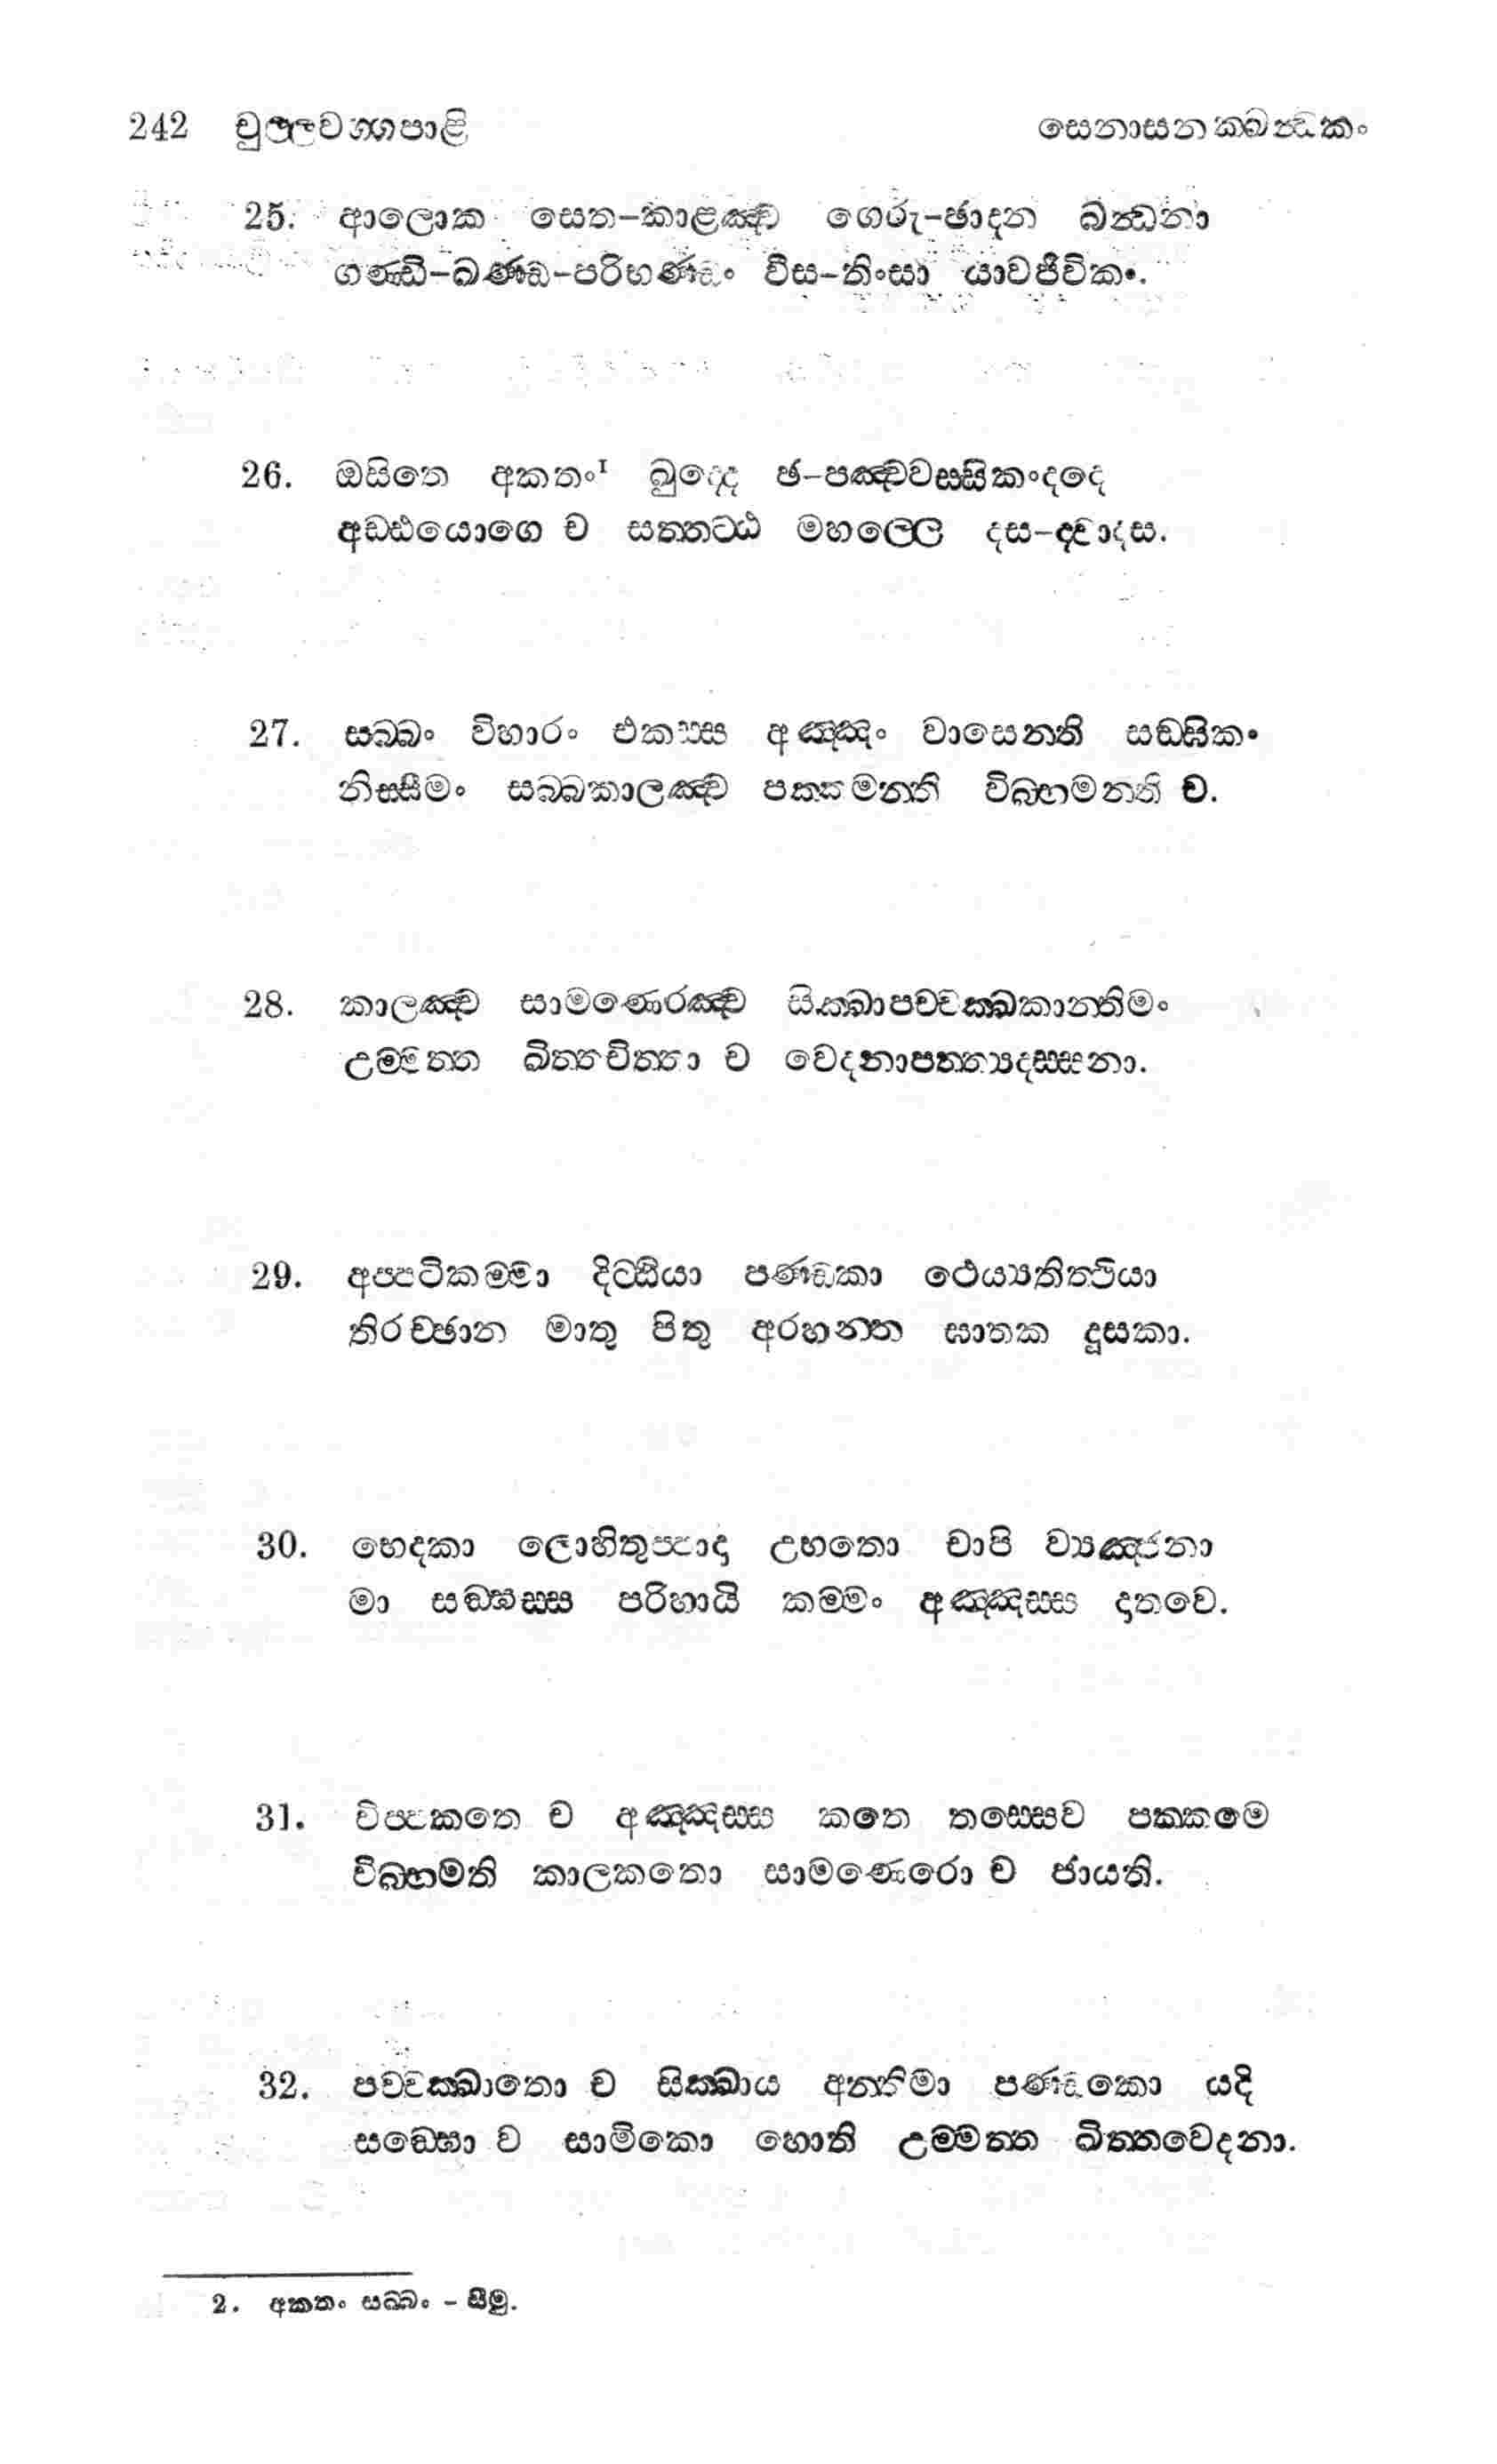 242 චුල්ලවග්ගපාළි සෙනාසනක්ඛන්ධකං
25. ආලොක සෙත-කාළඤ්ච ගෙරු-ඡාදන බන්ධනා
ගණ්ඩි-ඛණ්ඩ-පරිභණ්ඩං වීස-තිංසා යාවජීවිකං.
26. ඔසිතෙ අකතං¹ ඛුද්දෙ ඡ-පඤ්චවස්සිකංදදෙ
අඩ්ඪයොගෙ ච සත්තට්ඨ මහල්ලෙ දස-ද්වාදස.
27. සබ්බං විහාරං එකස්ස අඤ්ඤං වාසෙන්ති සඞ්ඝිකං
නිස්සීමං සබ්බකාලඤ්ච පක්කමන්ති විබ්භමන්ති ච.
28. කාලඤ්ච සාමණෙරඤ්ච සික්ඛාපච්චක්ඛකාන්තිමං
උම්මත්ත ඛිත්තචිත්තා ච වෙදනාපත්ත්‍යදස්සනා.
29. අප්පටිකම්මා දිට්ඨියා පණ්ඩකා ථෙය්‍යතිත්ථියා
තිරච්ඡාන මාතු පිතු අරහන්ත ඝාතක දූසකා.
30. භෙදකා ලොහිතුප්පාදා උභතො චාපි ව්‍යඤ්ජනා
මා සඞ්ඝස්ස පරිහායි කම්මං අඤ්ඤස්ස දාතවෙ.
31. විප්පකතෙ ච අඤ්ඤස්ස කතෙ තස්සෙව පක්කමෙ
විබ්භමති කාලකතො සාමණෙරො ච ජායති.
32. පච්චක්ඛාතො ච සික්ඛාය අන්තිමා පණ්ඩකො යදි
සඞ්ඝො ව සාමිකො හොති උම්මත්ත ඛිත්තවෙදනා.
2. අකතං සබ්බං - සීමු.